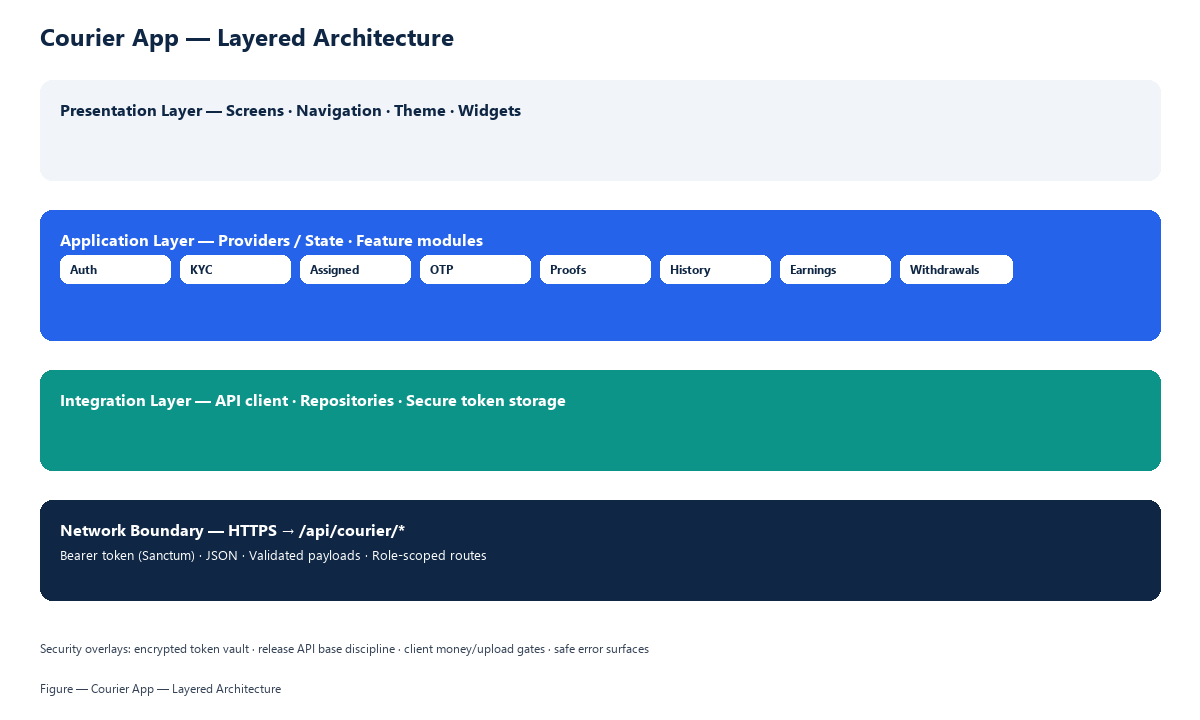 Courier App — Layered Architecture
Presentation Layer — Screens · Navigation · Theme · Widgets
Application Layer — Providers / State · Feature modules
Auth KYC Assigned OTP Proofs History Earnings Withdrawals
Integration Layer — API client · Repositories · Secure token storage
Network Boundary — HTTPS → /api/courier/*
Bearer token (Sanctum) · JSON · Validated payloads · Role-scoped routes
Security overlays: encrypted token vault · release API base discipline · client money/upload gates · safe error surfaces
Figure — Courier App — Layered Architecture